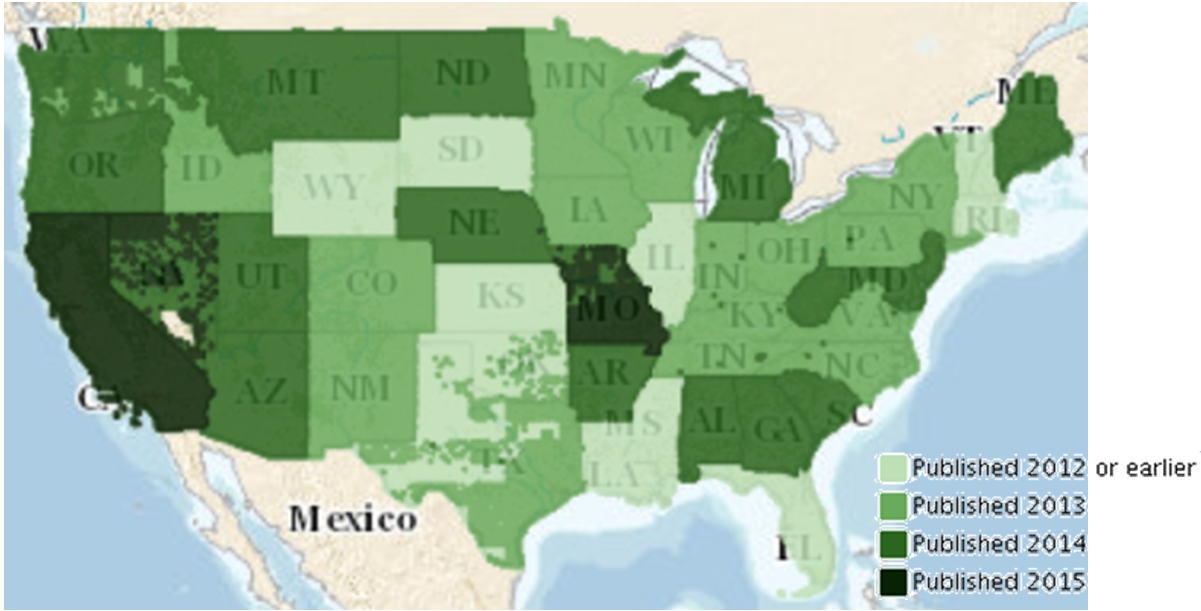 WA
MT
ND
MN
ME
VT
OR
ID
SD
WI
WY
MI
NY
RI
NE
IA
PA
NV
UT
CO
KS
IL
IN
OH
MD
MO
KY
VA
CA
AZ
NM
AR
TN
NC
MS
AL
GA
SC
TX
LA
Mexico
FL
Published 2012 or earlier
Published 2013
Published 2014
Published 2015